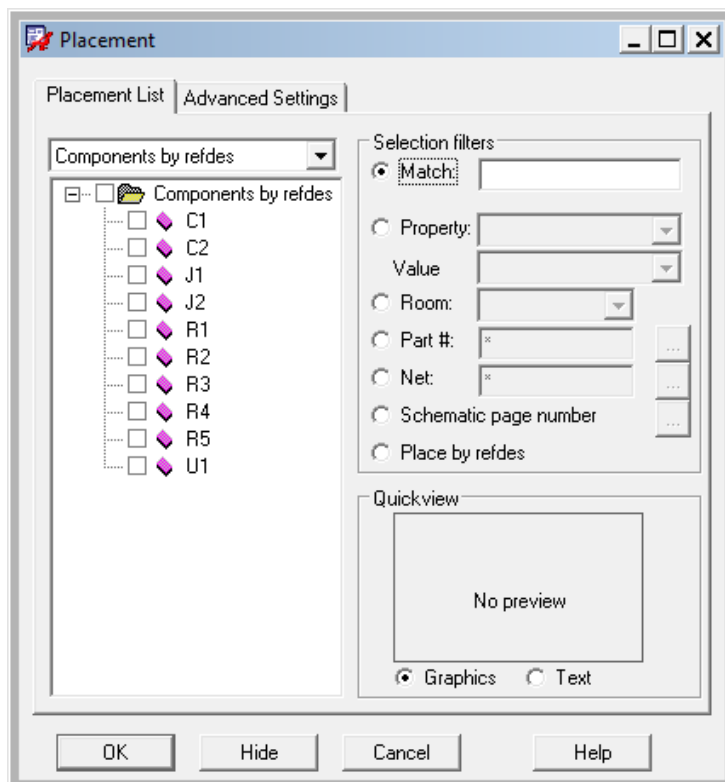 Placement
Placement List
Advanced Settings
Components by refdes
Components by refdes
C1
C2
J1
J2
R1
R2
R3
R4
R5
U1
Selection filters
Match:
Property:
Value
Room:
Part #: * ...
Net: * ...
Schematic page number ...
Place by refdes
Quickview
No preview
Graphics Text
OK Hide Cancel Help